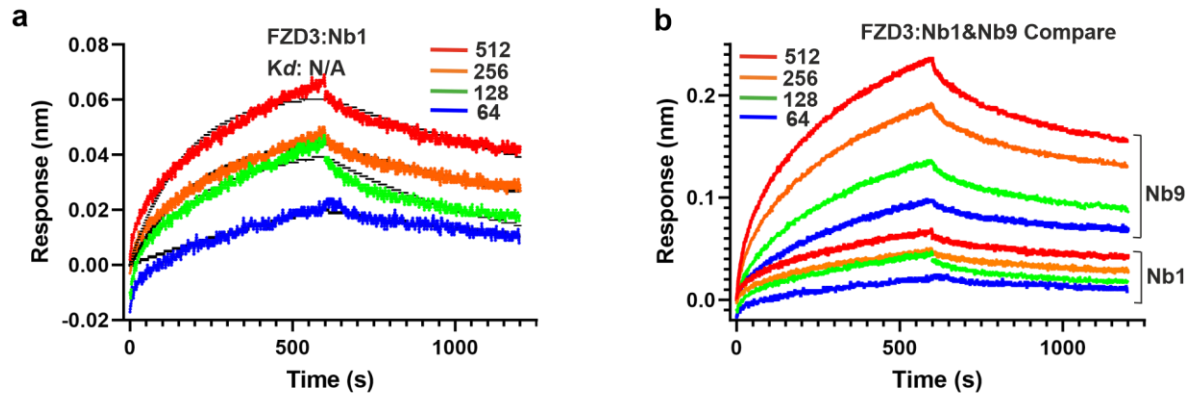 a
FZD3:Nb1
Kd: N/A
512
256
128
64
Response (nm)
0.08
0.06
0.04
0.02
0.00
-0.02
0
500
1000
Time (s)
b
FZD3:Nb1&Nb9 Compare
512
256
128
64
Response (nm)
0.2
0.1
0.0
Nb9
Nb1
0
500
1000
Time (s)